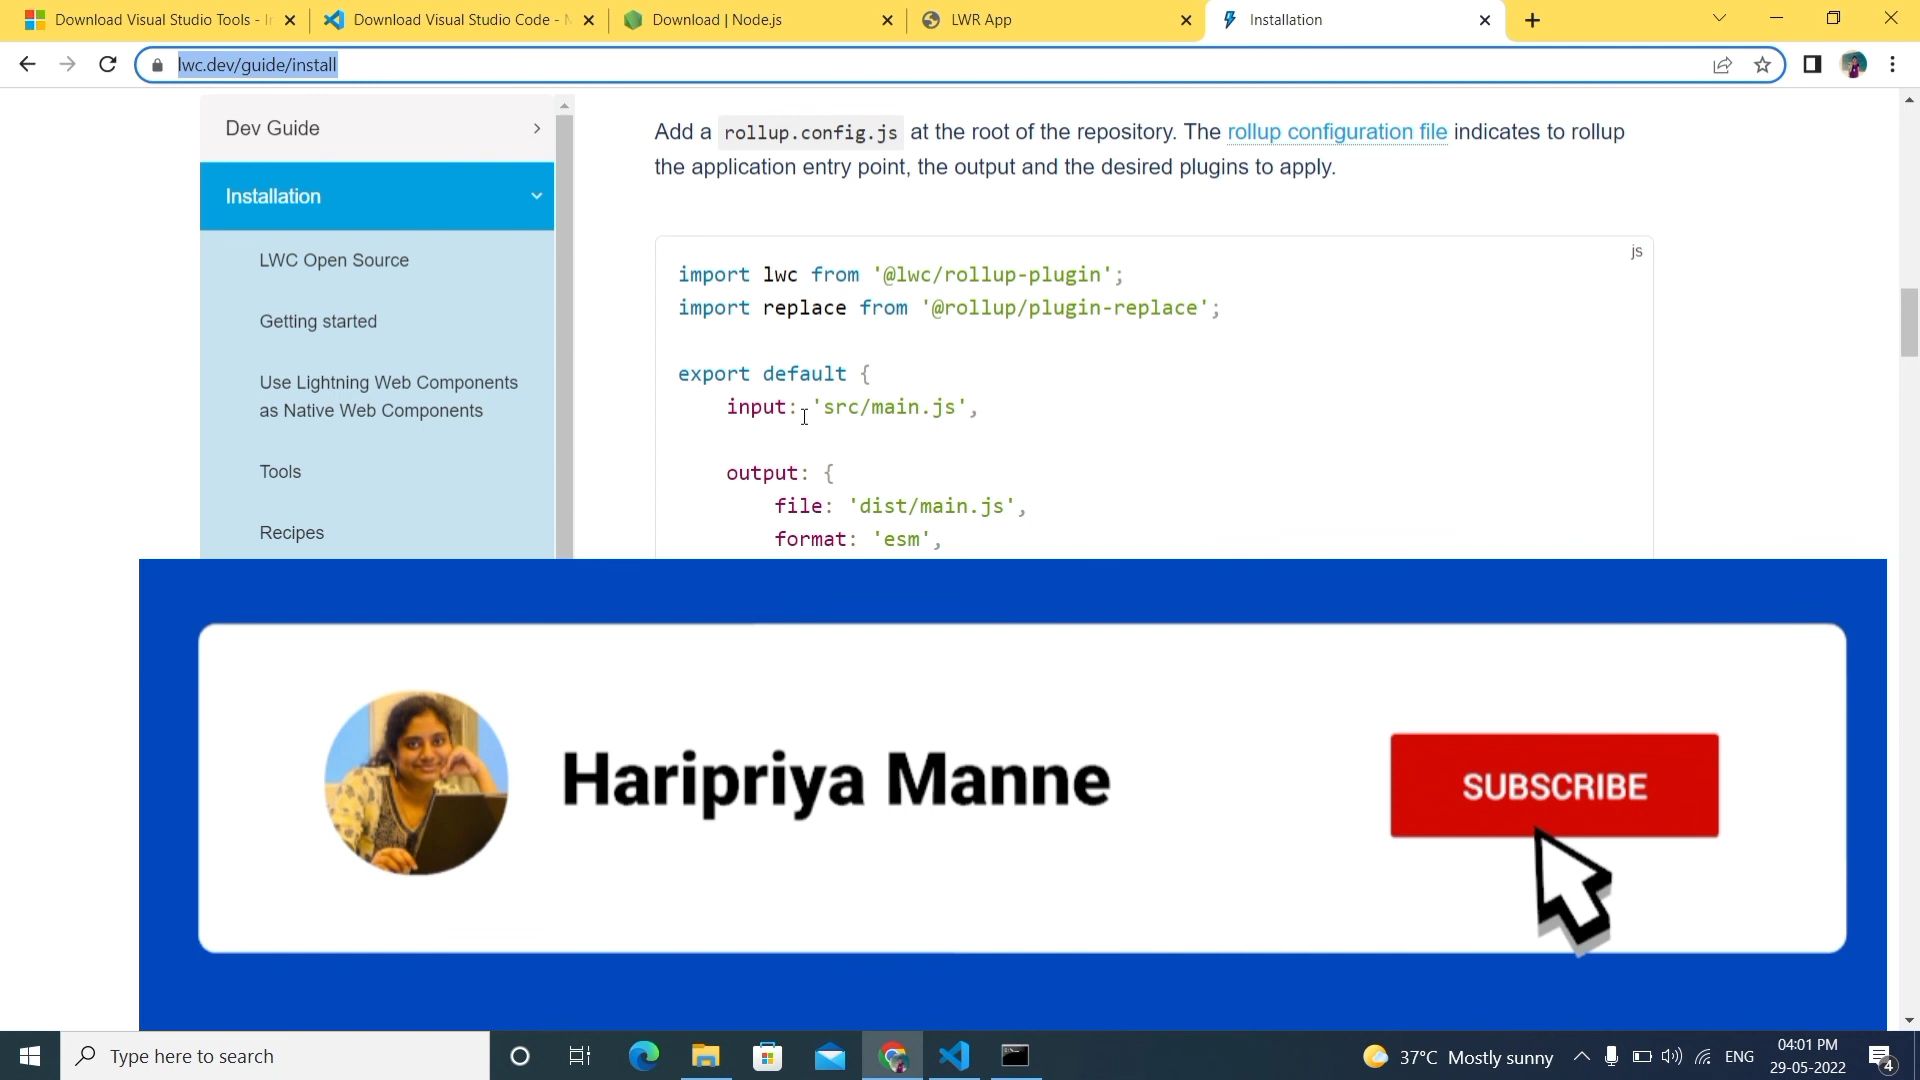 Download Visual Studio Tools - I
Download Visual Studio Code - M
Download | Node.js
LWR App
Installation
lwc.dev/guide/install
Dev Guide
Installation
LWC Open Source
Getting started
Use Lightning Web Components
as Native Web Components
Tools
Recipes
Add a rollup.config.js at the root of the repository. The rollup configuration file indicates to rollup
the application entry point, the output and the desired plugins to apply.
js
import lwc from '@lwc/rollup-plugin';
import replace from '@rollup/plugin-replace';
export default {
input: 'src/main.js',
output: {
file: 'dist/main.js',
format: 'esm',
Haripriya Manne
SUBSCRIBE
Type here to search
37°C Mostly sunny
ENG
04:01 PM
29-05-2022
4